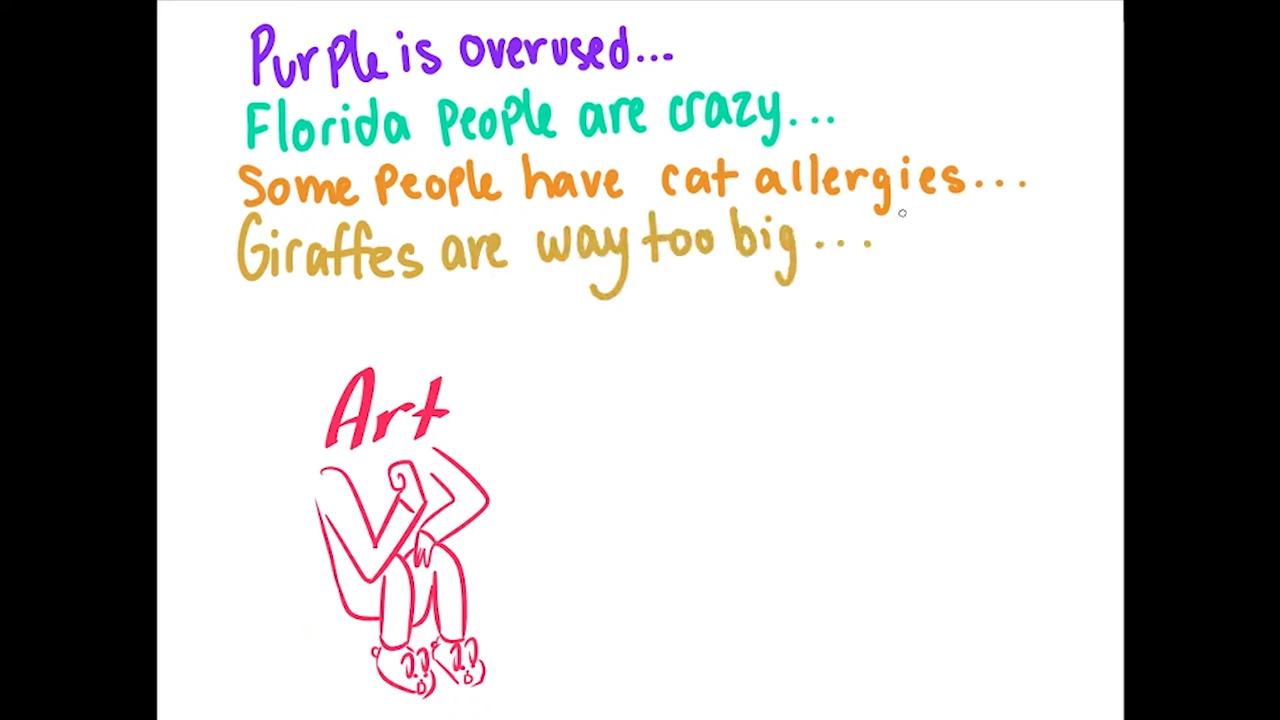 Purple is overused...
Florida People are crazy...
Some People have cat allergies...
Giraffes are way too big...
Art